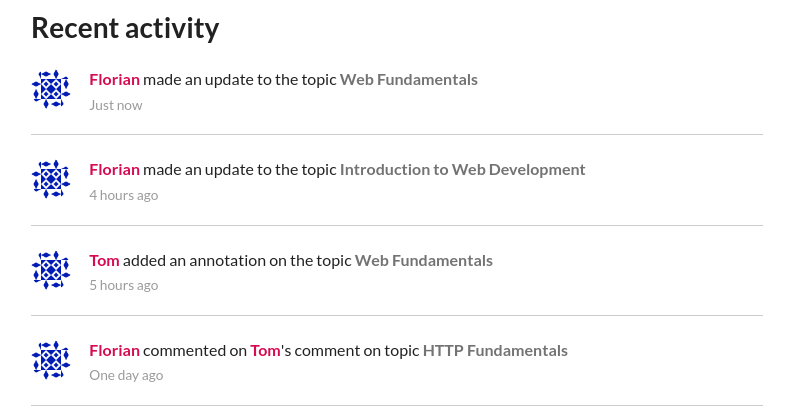 Recent activity
Florian made an update to the topic Web Fundamentals
Just now
Florian made an update to the topic Introduction to Web Development
4 hours ago
Tom added an annotation on the topic Web Fundamentals
5 hours ago
Florian commented on Tom's comment on topic HTTP Fundamentals
One day ago